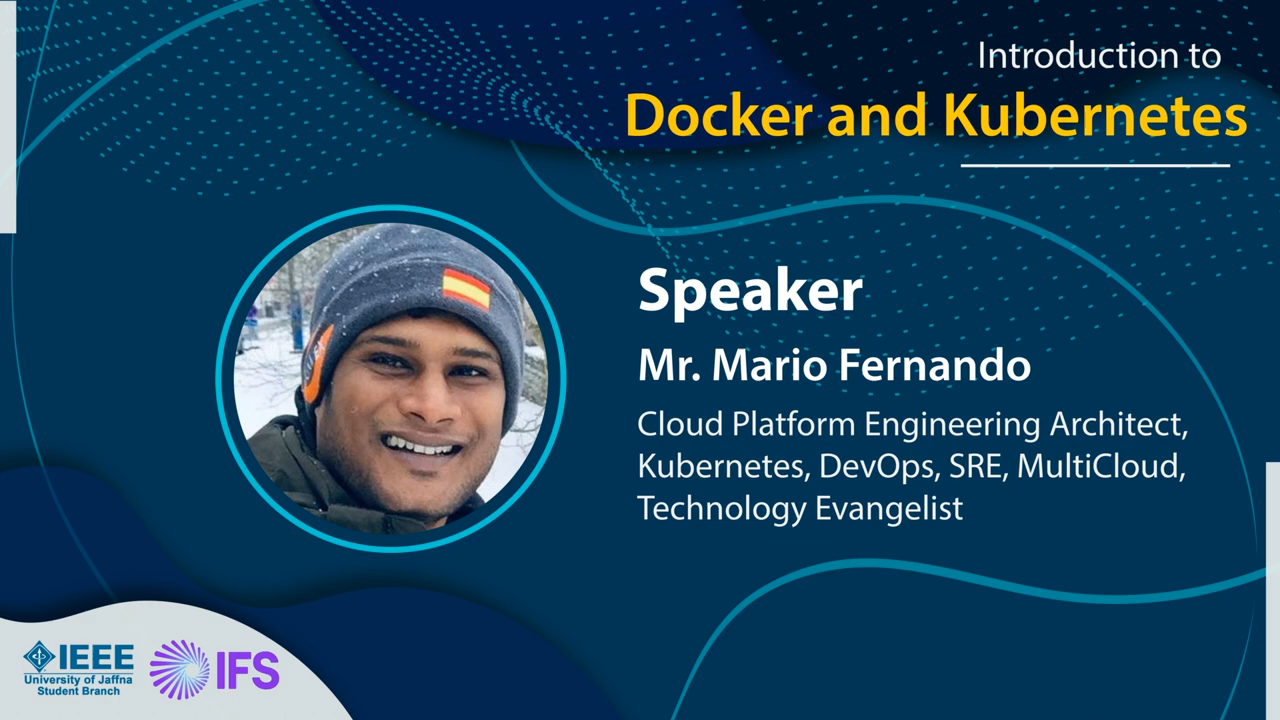 Introduction to
Docker and Kubernetes
Speaker
Mr. Mario Fernando
Cloud Platform Engineering Architect,
Kubernetes, DevOps, SRE, MultiCloud,
Technology Evangelist
IEEE
University of Jaffna
Student Branch
IFS